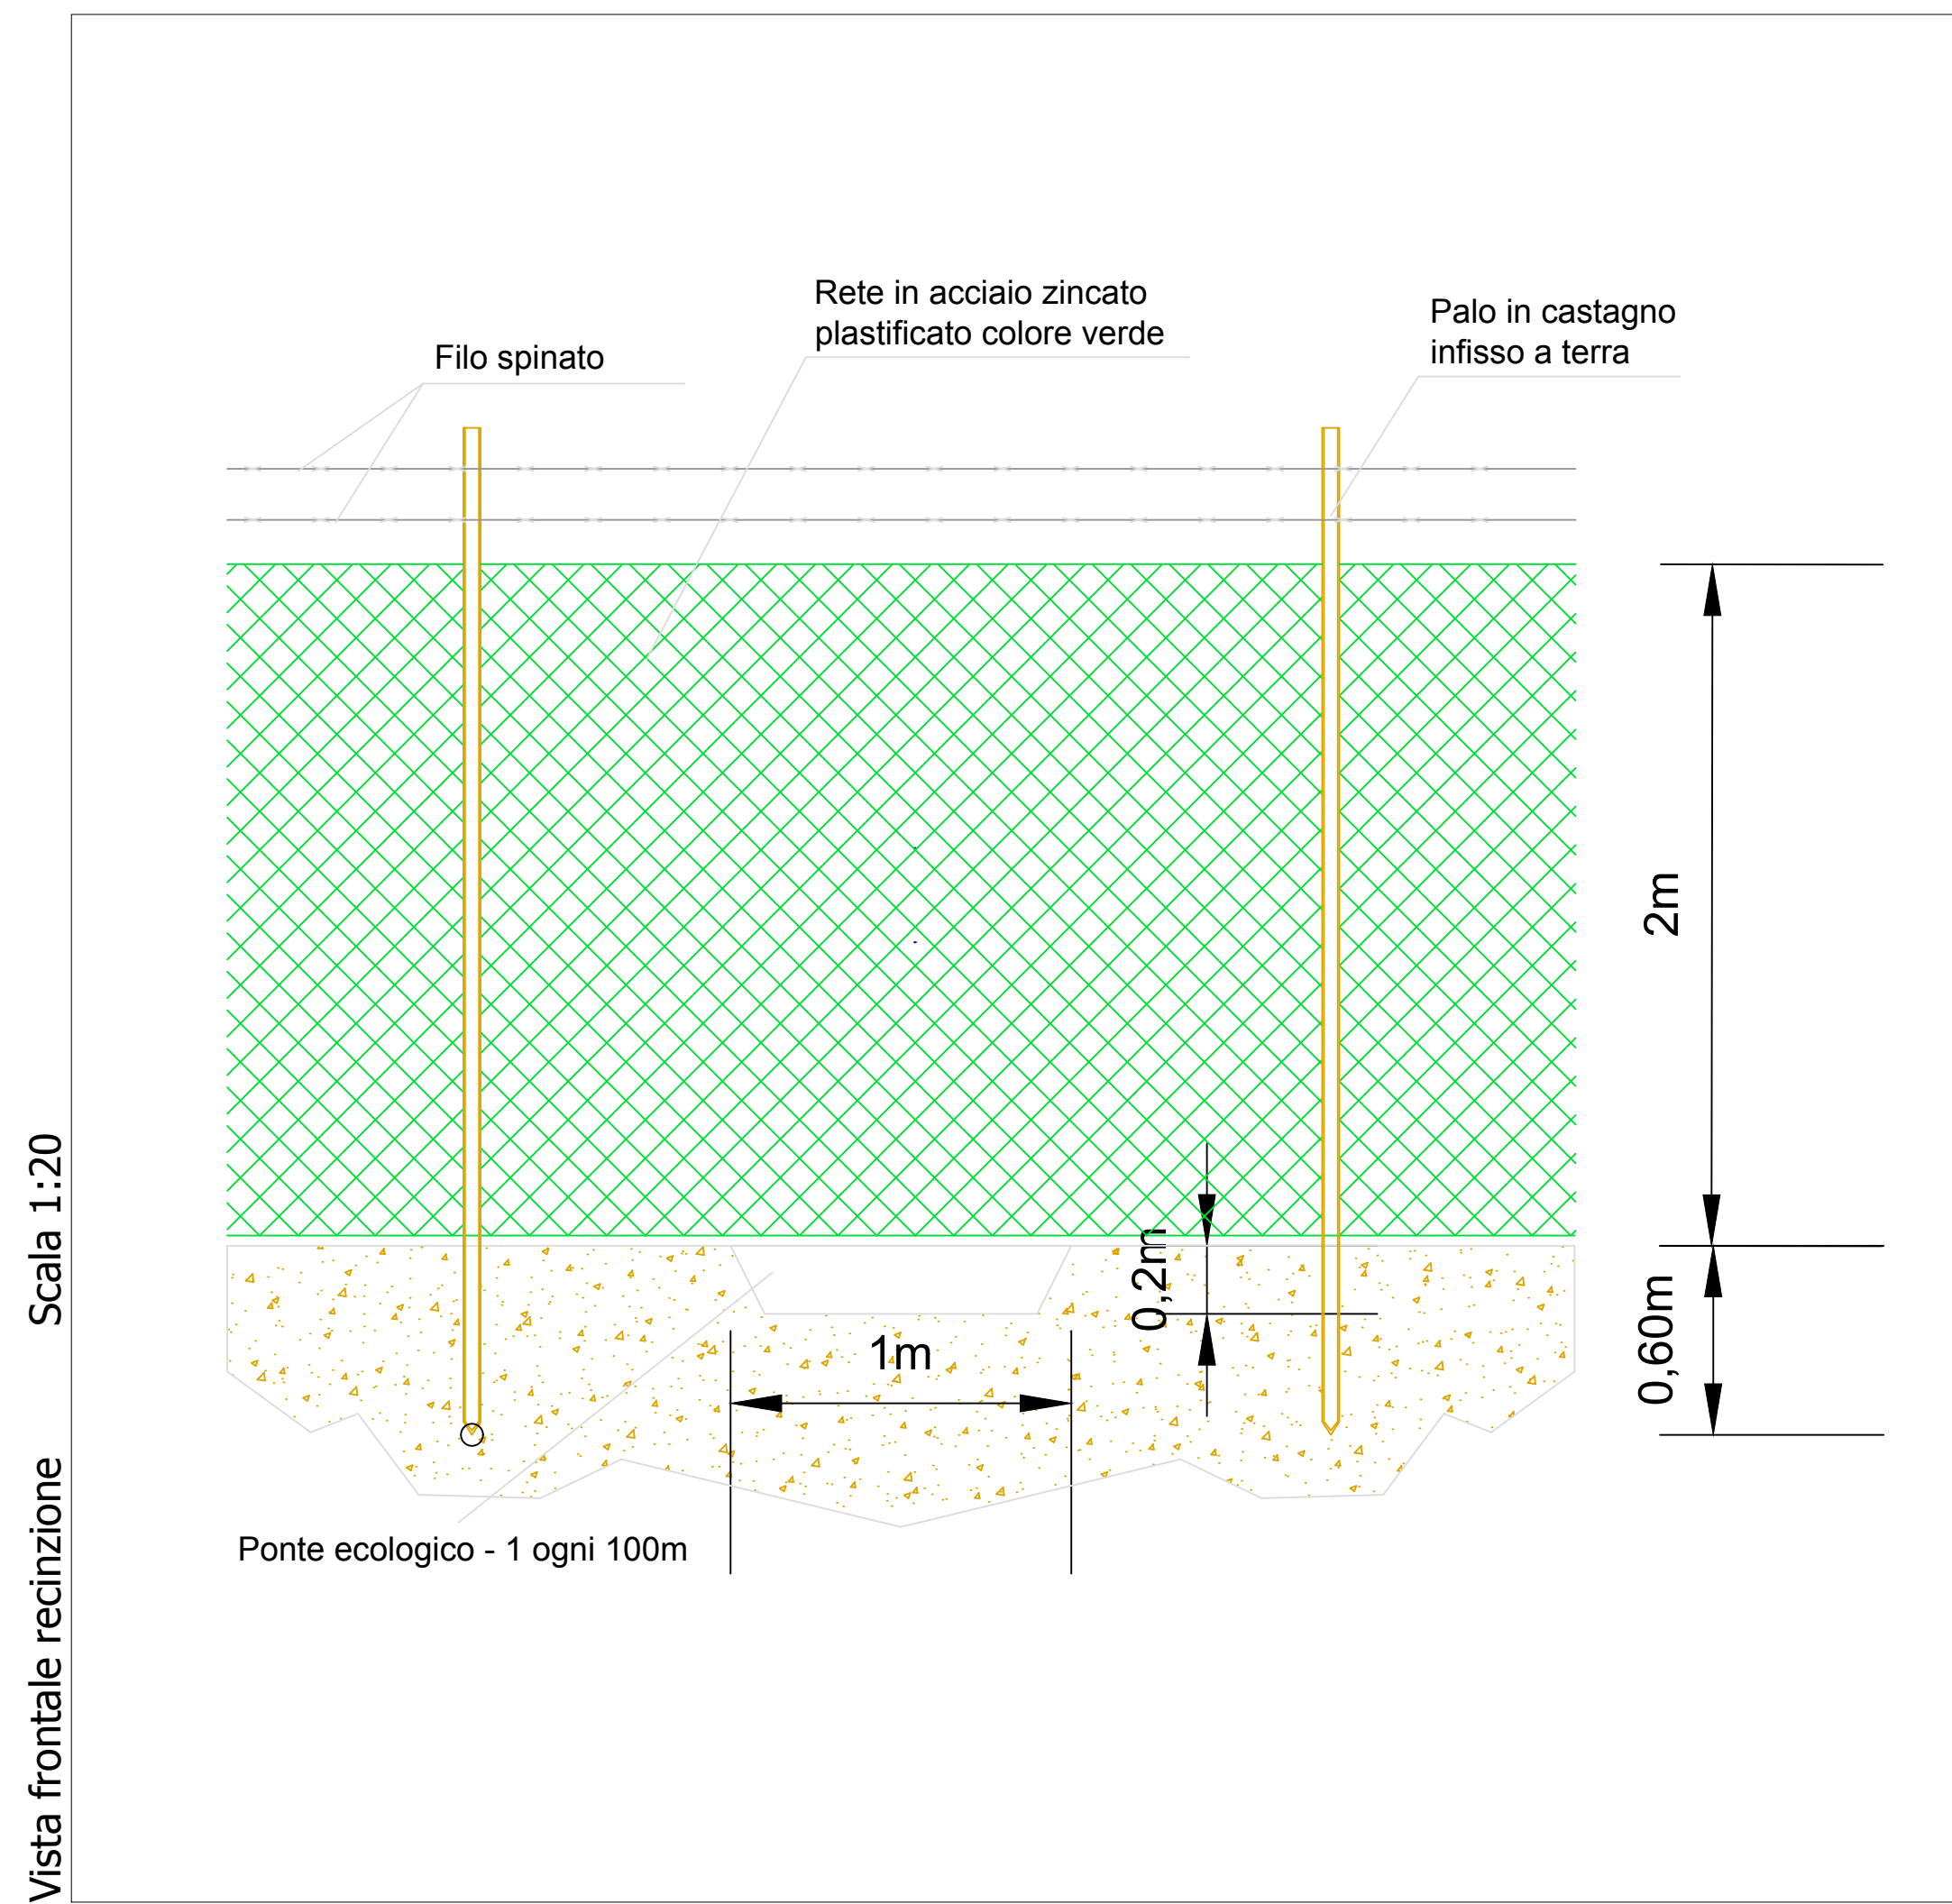 Rete in acciaio zincato
plastificato colore verde
Palo in castagno
infisso a terra
Filo spinato
2m
0,2m
0,60m
1m
Ponte ecologico - 1 ogni 100m
Vista frontale recinzione Scala 1:20